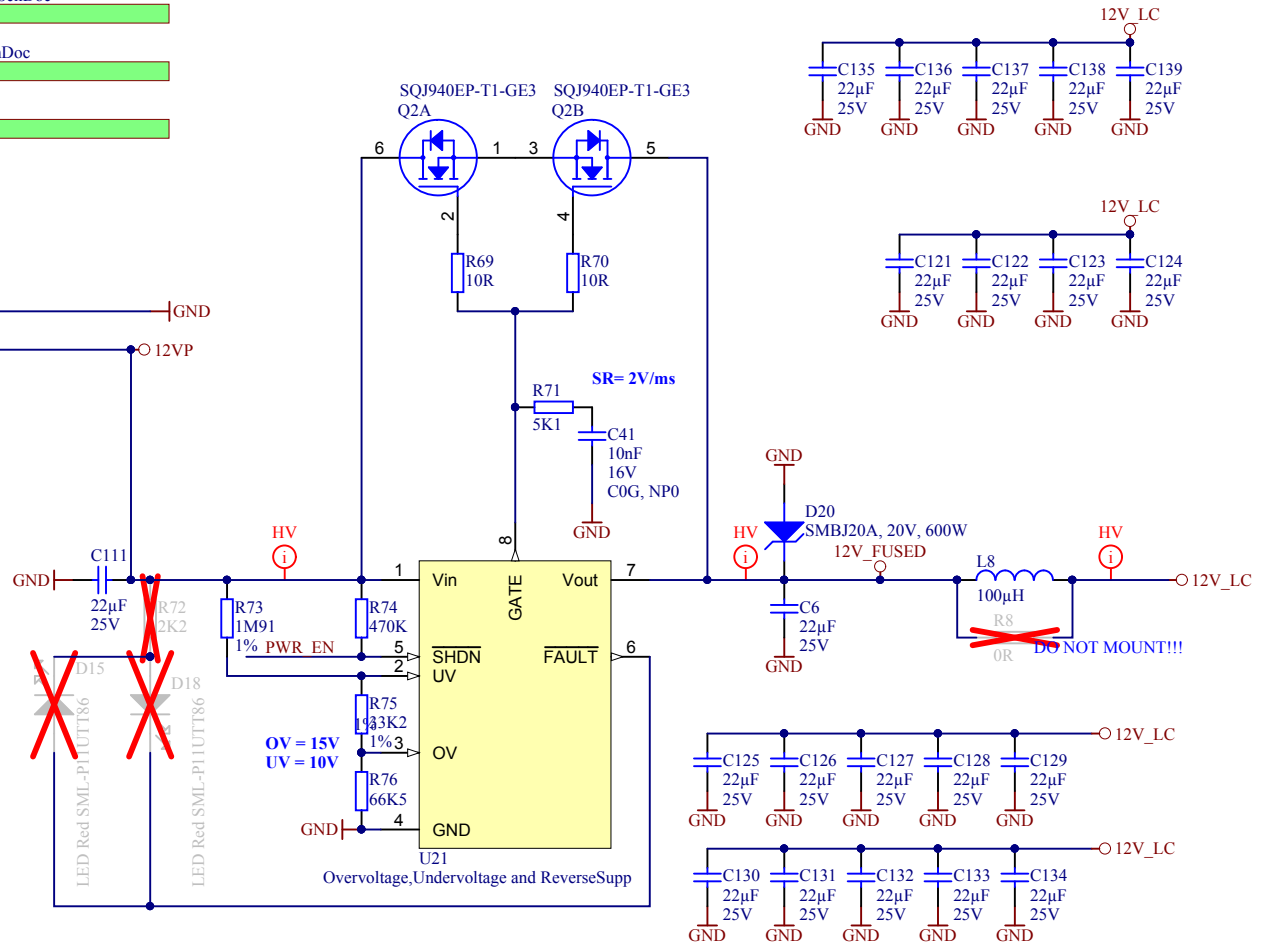 nDoc
GND
12VP
SQJ940EP-T1-GE3
Q2A
SQJ940EP-T1-GE3
Q2B
6
1
3
5
2
4
R69
10R
R70
10R
SR= 2V/ms
R71
5K1
C41
10nF
16V
C0G, NP0
GND
12V_LC
C135
22µF
25V
GND
C136
22µF
25V
GND
C137
22µF
25V
GND
C138
22µF
25V
GND
C139
22µF
25V
GND
12V_LC
C121
22µF
25V
GND
C122
22µF
25V
GND
C123
22µF
25V
GND
C124
22µF
25V
GND
GND
C111
22µF
25V
R72
2K2
D15
LED Red SML-P11UTT86
D18
LED Red SML-P11UTT86
HV
i
R73
1M91
1%
PWR_EN
R74
470K
R75
33K2
1%
1%
OV = 15V
UV = 10V
R76
66K5
GND
1
Vin
5
SHDN
2
UV
3
OV
4
GND
8
GATE
Vout
7
FAULT
6
U21
Overvoltage,Undervoltage and ReverseSupp
HV
i
GND
D20
SMBJ20A, 20V, 600W
12V_FUSED
C6
22µF
25V
GND
L8
100µH
R8
0R
DO NOT MOUNT!!!
HV
i
12V_LC
12V_LC
C125
22µF
25V
GND
C126
22µF
25V
GND
C127
22µF
25V
GND
C128
22µF
25V
GND
C129
22µF
25V
GND
12V_LC
C130
22µF
25V
GND
C131
22µF
25V
GND
C132
22µF
25V
GND
C133
22µF
25V
GND
C134
22µF
25V
GND